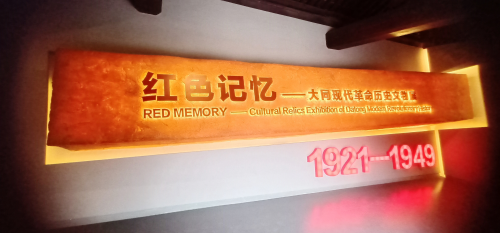 红色记忆——大同现代革命历史文物展
RED MEMORY —— Cultural Relics Exhibition of Datong Modern Revolutionary
1921—1949